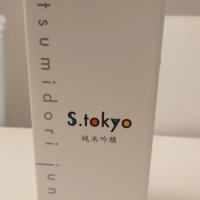 tsumidori jun
S.tokyo
純米吟醸